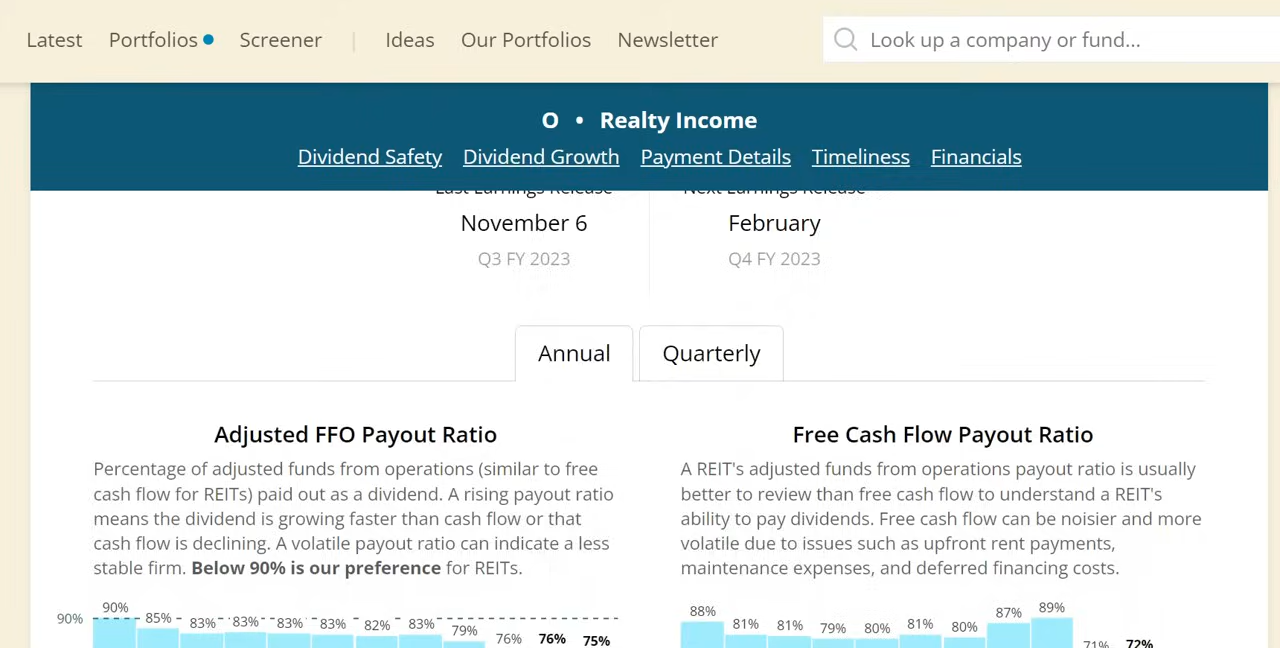 Latest Portfolios Screener | Ideas Our Portfolios Newsletter Look up a company or fund...
O • Realty Income
Dividend Safety Dividend Growth Payment Details Timeliness Financials
Last Earnings Release Next Earnings Release
November 6 February
Q3 FY 2023 Q4 FY 2023
Annual Quarterly
Adjusted FFO Payout Ratio
Percentage of adjusted funds from operations (similar to free
cash flow for REITs) paid out as a dividend. A rising payout ratio
means the dividend is growing faster than cash flow or that
cash flow is declining. A volatile payout ratio can indicate a less
stable firm. Below 90% is our preference for REITs.
90% 90% 85% 83% 83% 83% 83% 82% 83% 79% 76% 76% 75%
Free Cash Flow Payout Ratio
A REIT's adjusted funds from operations payout ratio is usually
better to review than free cash flow to understand a REIT's
ability to pay dividends. Free cash flow can be noisier and more
volatile due to issues such as upfront rent payments,
maintenance expenses, and deferred financing costs.
88% 81% 81% 79% 80% 81% 80% 87% 89% 71% 72%